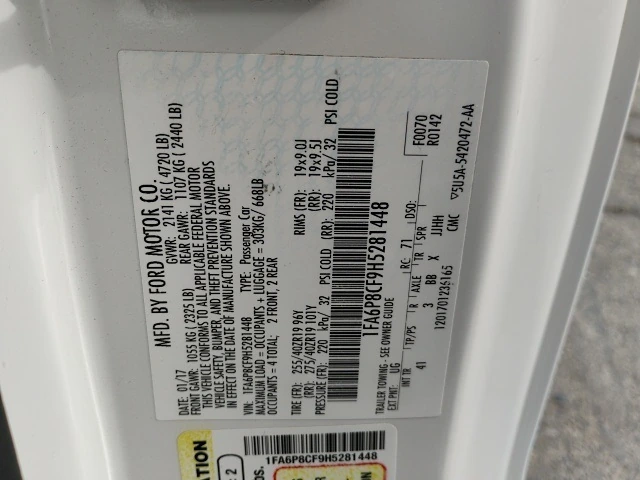 MFD. BY FORD MOTOR CO.
01/17 GVWR: 2141 KG ( 4720 LB)
FRONT GAWR: 1055 KG ( 2325 LB) REAR GAWR: 1107 KG ( 2440 LB)
THIS VEHICLE CONFORMS TO ALL APPLICABLE FEDERAL MOTOR
VEHICLE SAFETY, BUMPER, AND THEFT PREVENTION STANDARDS
IN EFFECT ON THE DATE OF MANUFACTURE SHOWN ABOVE.
VIN: 1FA6P8CF9H5281448 TYPE: Passenger Car
MAXIMUM LOAD = OCCUPANTS + LUGGAGE = 303KG/ 668LB
OCCUPANTS = 4 TOTAL: 2 FRONT, 2 REAR
TIRE (FR): 255/40ZR19 96Y RIMS (FR): 19x9.0J
(RR): 275/40ZR19 101Y (RR): 19x9.5J
PRESSURE (FR): 220 kPa/ 32 PSI COLD (RR): 220 kPa/ 32 PSI COLD
1FA6P8CF9H5281448
TRAILER TOWING - SEE OWNER GUIDE F0070
R0142
EXT PNT: UG RC: 71 DSO:
INT TR TP/PS R AXLE TR SPR
41 3 BB X JJHH
1201701235165 CMC ▽5U5A-5420472-AA
1FA6P8CF9H5281448